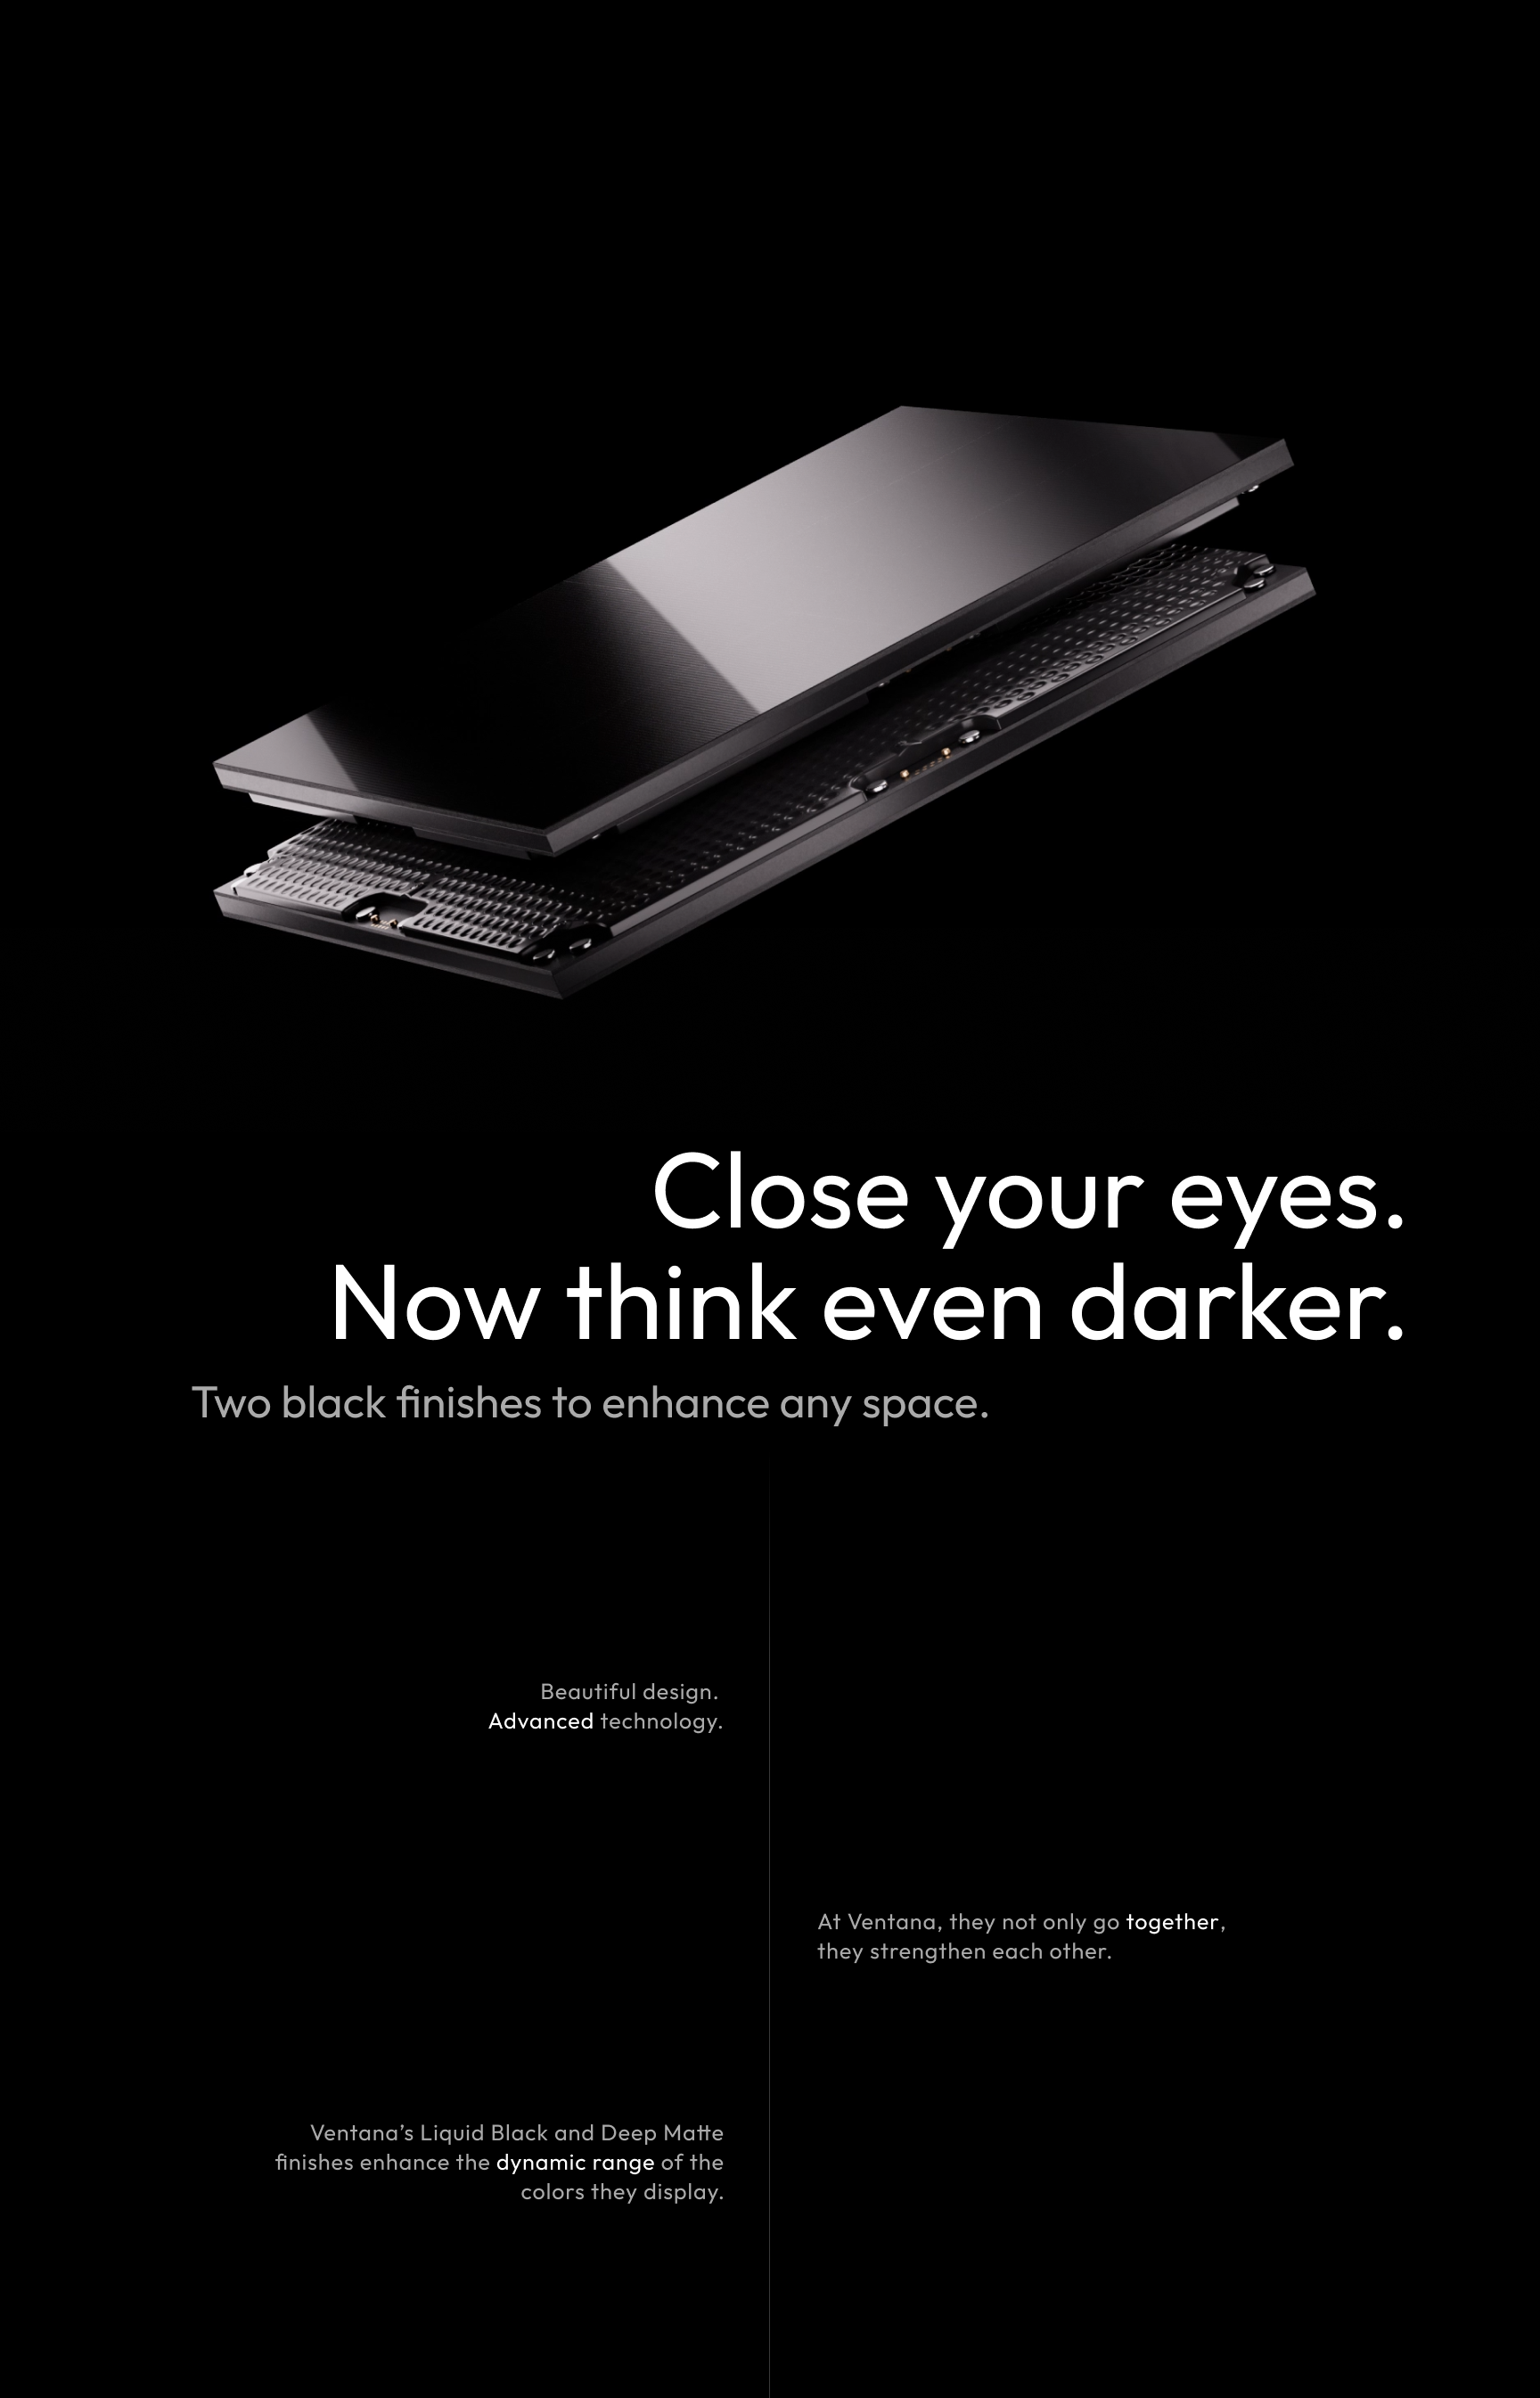 Close your eyes.
Now think even darker.
Two black finishes to enhance any space.
Beautiful design.
Advanced technology.
At Ventana, they not only go together,
they strengthen each other.
Ventana’s Liquid Black and Deep Matte
finishes enhance the dynamic range of the
colors they display.